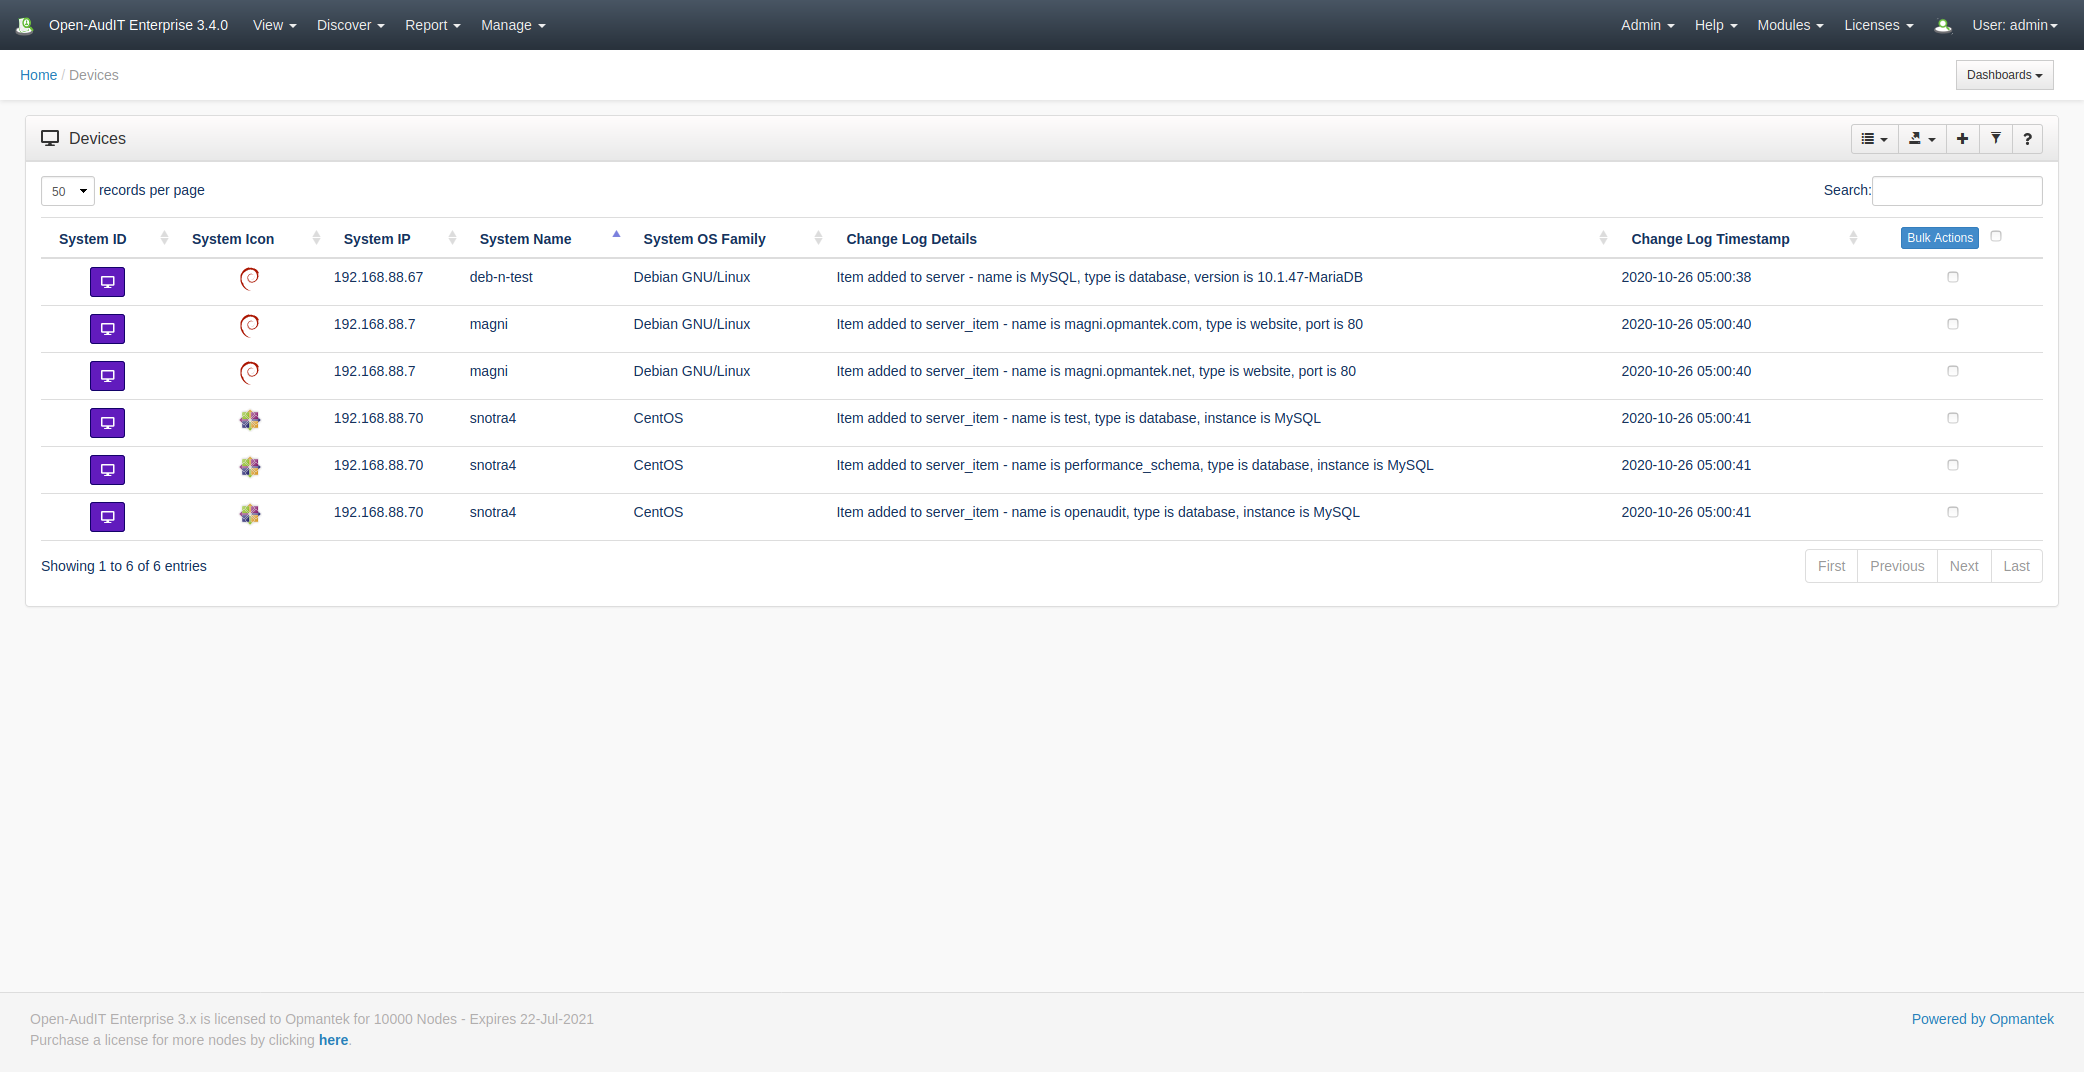 Open-AudIT Enterprise 3.4.0 View Discover Report Manage Admin Help Modules Licenses User: admin
Home / Devices Dashboards
Devices ?
50 records per page Search:
System ID System Icon System IP System Name System OS Family Change Log Details Change Log Timestamp Bulk Actions
192.168.88.67 deb-n-test Debian GNU/Linux Item added to server - name is MySQL, type is database, version is 10.1.47-MariaDB 2020-10-26 05:00:38
192.168.88.7 magni Debian GNU/Linux Item added to server_item - name is magni.opmantek.com, type is website, port is 80 2020-10-26 05:00:40
192.168.88.7 magni Debian GNU/Linux Item added to server_item - name is magni.opmantek.net, type is website, port is 80 2020-10-26 05:00:40
192.168.88.70 snotra4 CentOS Item added to server_item - name is test, type is database, instance is MySQL 2020-10-26 05:00:41
192.168.88.70 snotra4 CentOS Item added to server_item - name is performance_schema, type is database, instance is MySQL 2020-10-26 05:00:41
192.168.88.70 snotra4 CentOS Item added to server_item - name is openaudit, type is database, instance is MySQL 2020-10-26 05:00:41
Showing 1 to 6 of 6 entries First Previous Next Last
Open-AudIT Enterprise 3.x is licensed to Opmantek for 10000 Nodes - Expires 22-Jul-2021 Powered by Opmantek
Purchase a license for more nodes by clicking here.